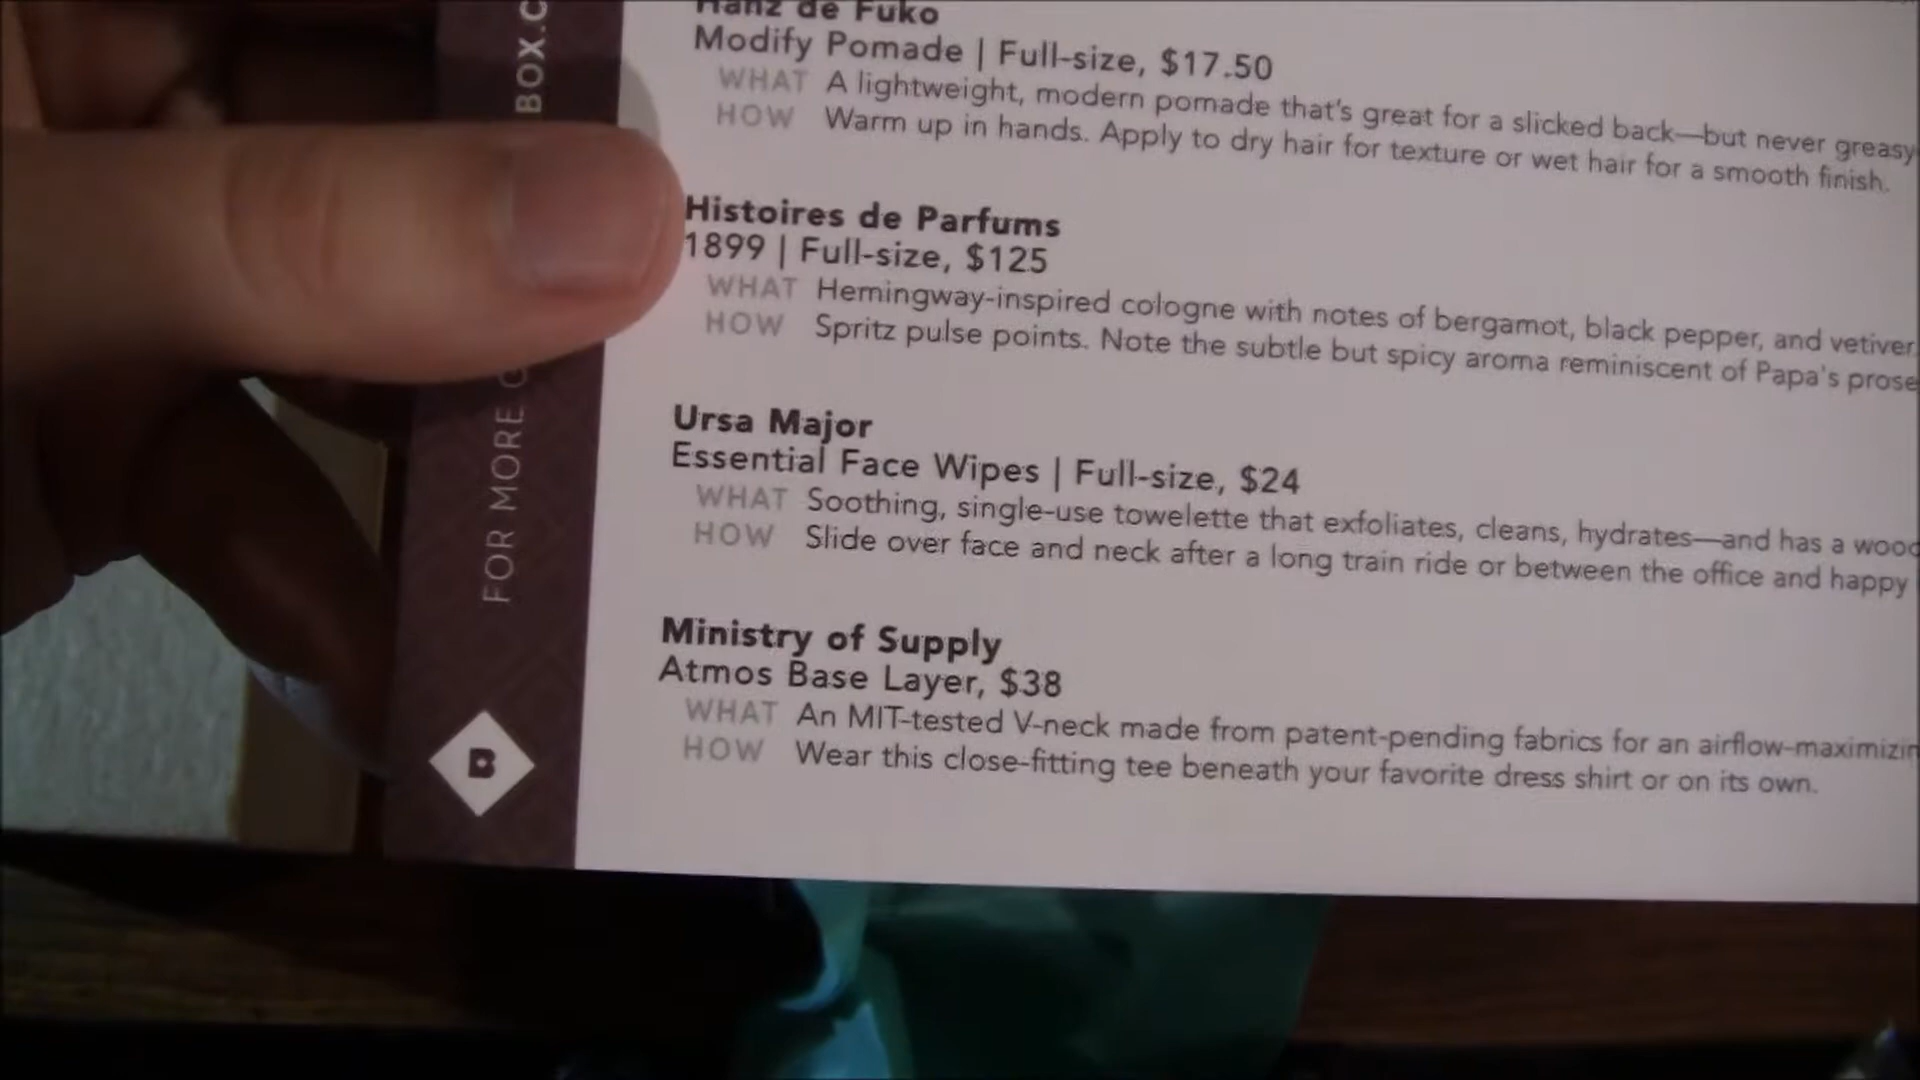 Hanz de Fuko
Modify Pomade | Full-size, $17.50
WHAT A lightweight, modern pomade that's great for a slicked back—but never greasy
HOW Warm up in hands. Apply to dry hair for texture or wet hair for a smooth finish.
Histoires de Parfums
1899 | Full-size, $125
WHAT Hemingway-inspired cologne with notes of bergamot, black pepper, and vetiver.
HOW Spritz pulse points. Note the subtle but spicy aroma reminiscent of Papa's prose
Ursa Major
Essential Face Wipes | Full-size, $24
WHAT Soothing, single-use towelette that exfoliates, cleans, hydrates—and has a wood
HOW Slide over face and neck after a long train ride or between the office and happy
Ministry of Supply
Atmos Base Layer, $38
WHAT An MIT-tested V-neck made from patent-pending fabrics for an airflow-maximizin
HOW Wear this close-fitting tee beneath your favorite dress shirt or on its own.
FOR MORE G
BOX.C
B